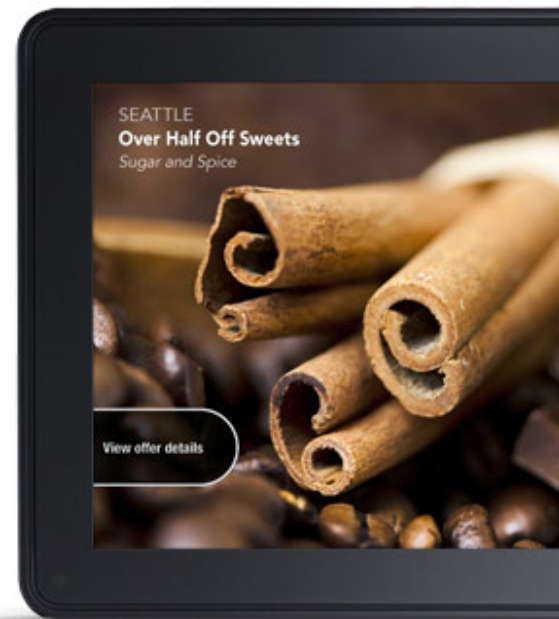 SEATTLE
Over Half Off Sweets
Sugar and Spice
View offer details